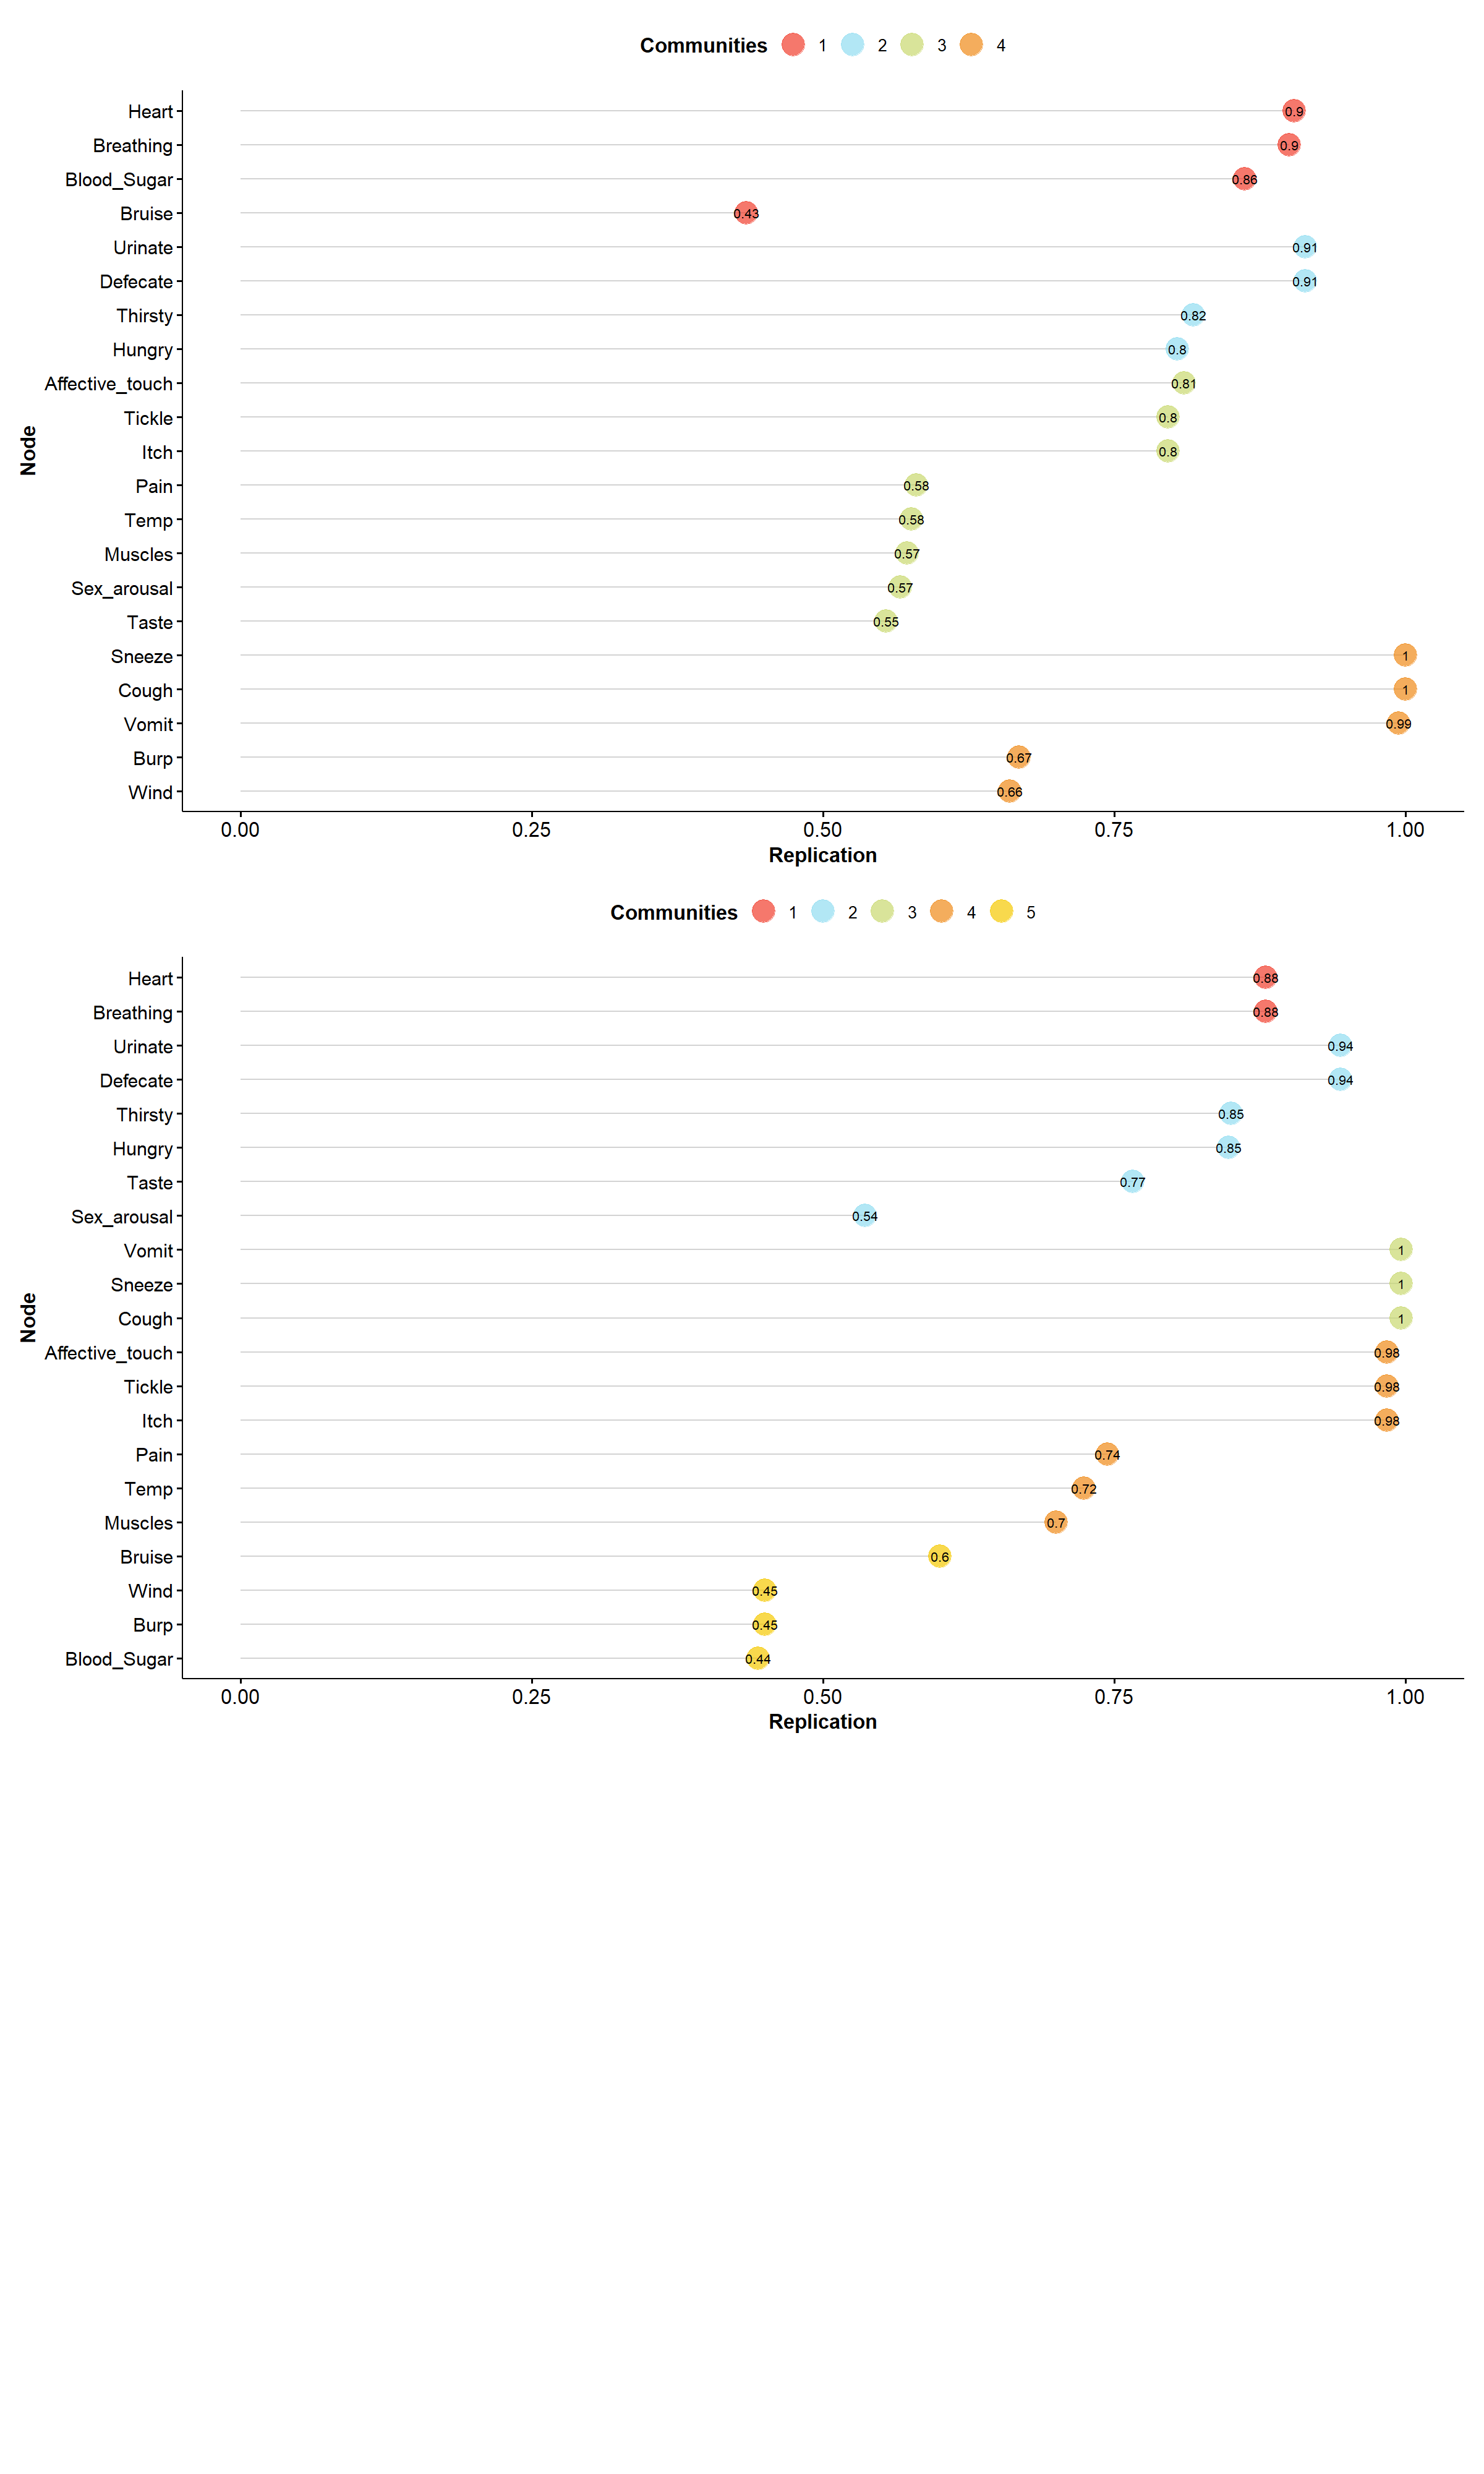 Communities 1 2 3 4
Heart 0.9
Breathing 0.9
Blood_Sugar 0.86
Bruise 0.43
Urinate 0.91
Defecate 0.91
Thirsty 0.82
Hungry 0.8
Affective_touch 0.81
Tickle 0.8
Itch 0.8
Pain 0.58
Temp 0.58
Muscles 0.57
Sex_arousal 0.57
Taste 0.55
Sneeze 1
Cough 1
Vomit 0.99
Burp 0.67
Wind 0.66
Node
0.00 0.25 0.50 0.75 1.00
Replication
Communities 1 2 3 4 5
Heart 0.88
Breathing 0.88
Urinate 0.94
Defecate 0.94
Thirsty 0.85
Hungry 0.85
Taste 0.77
Sex_arousal 0.54
Vomit 1
Sneeze 1
Cough 1
Affective_touch 0.98
Tickle 0.98
Itch 0.98
Pain 0.74
Temp 0.72
Muscles 0.7
Bruise 0.6
Wind 0.45
Burp 0.45
Blood_Sugar 0.44
Node
0.00 0.25 0.50 0.75 1.00
Replication